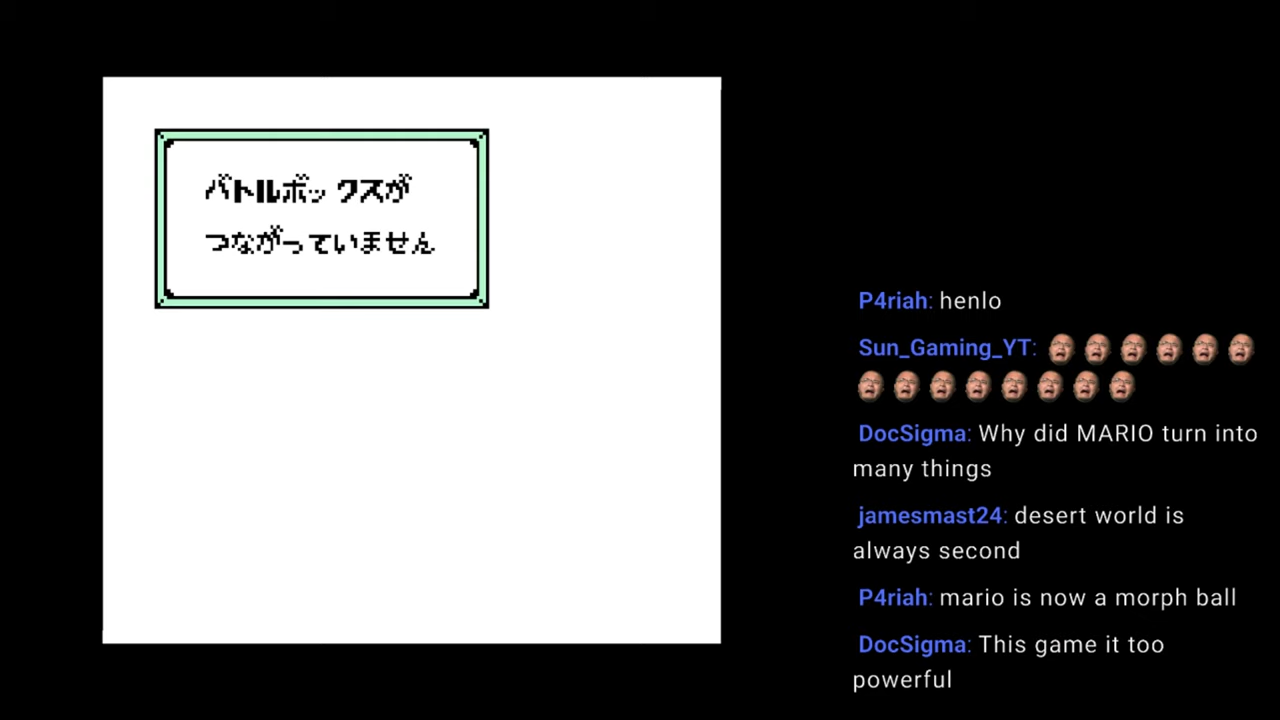 バトルボックスが
つながっていません
P4riah: henlo
Sun_Gaming_YT:
DocSigma: Why did MARIO turn into
many things
jamesmast24: desert world is
always second
P4riah: mario is now a morph ball
DocSigma: This game it too
powerful